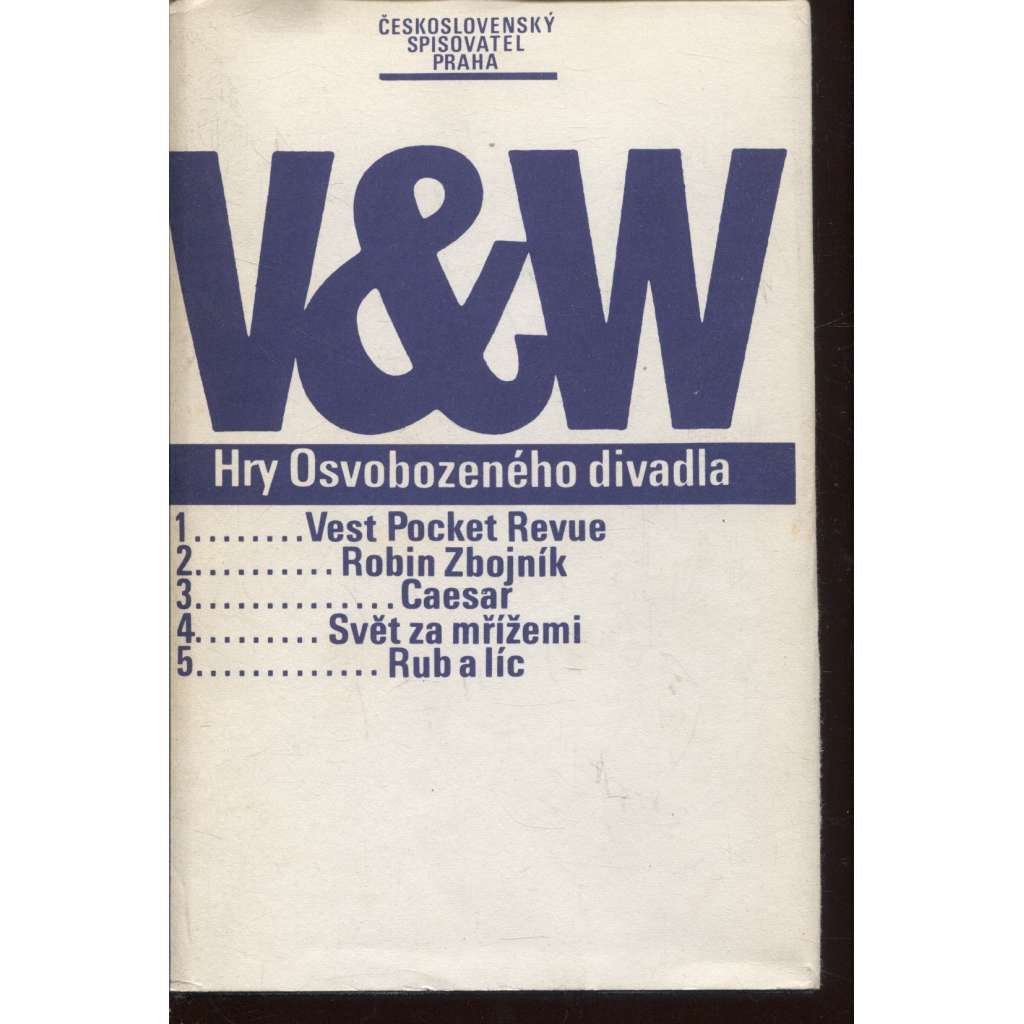 ČESKOSLOVENSKÝ
SPISOVATEL
PRAHA
V&W
Hry Osvobozeného divadla
1........Vest Pocket Revue
2.......... Robin Zbojník
3..............Caesar
4......... Svět za mřížemi
5............. Rub a líc